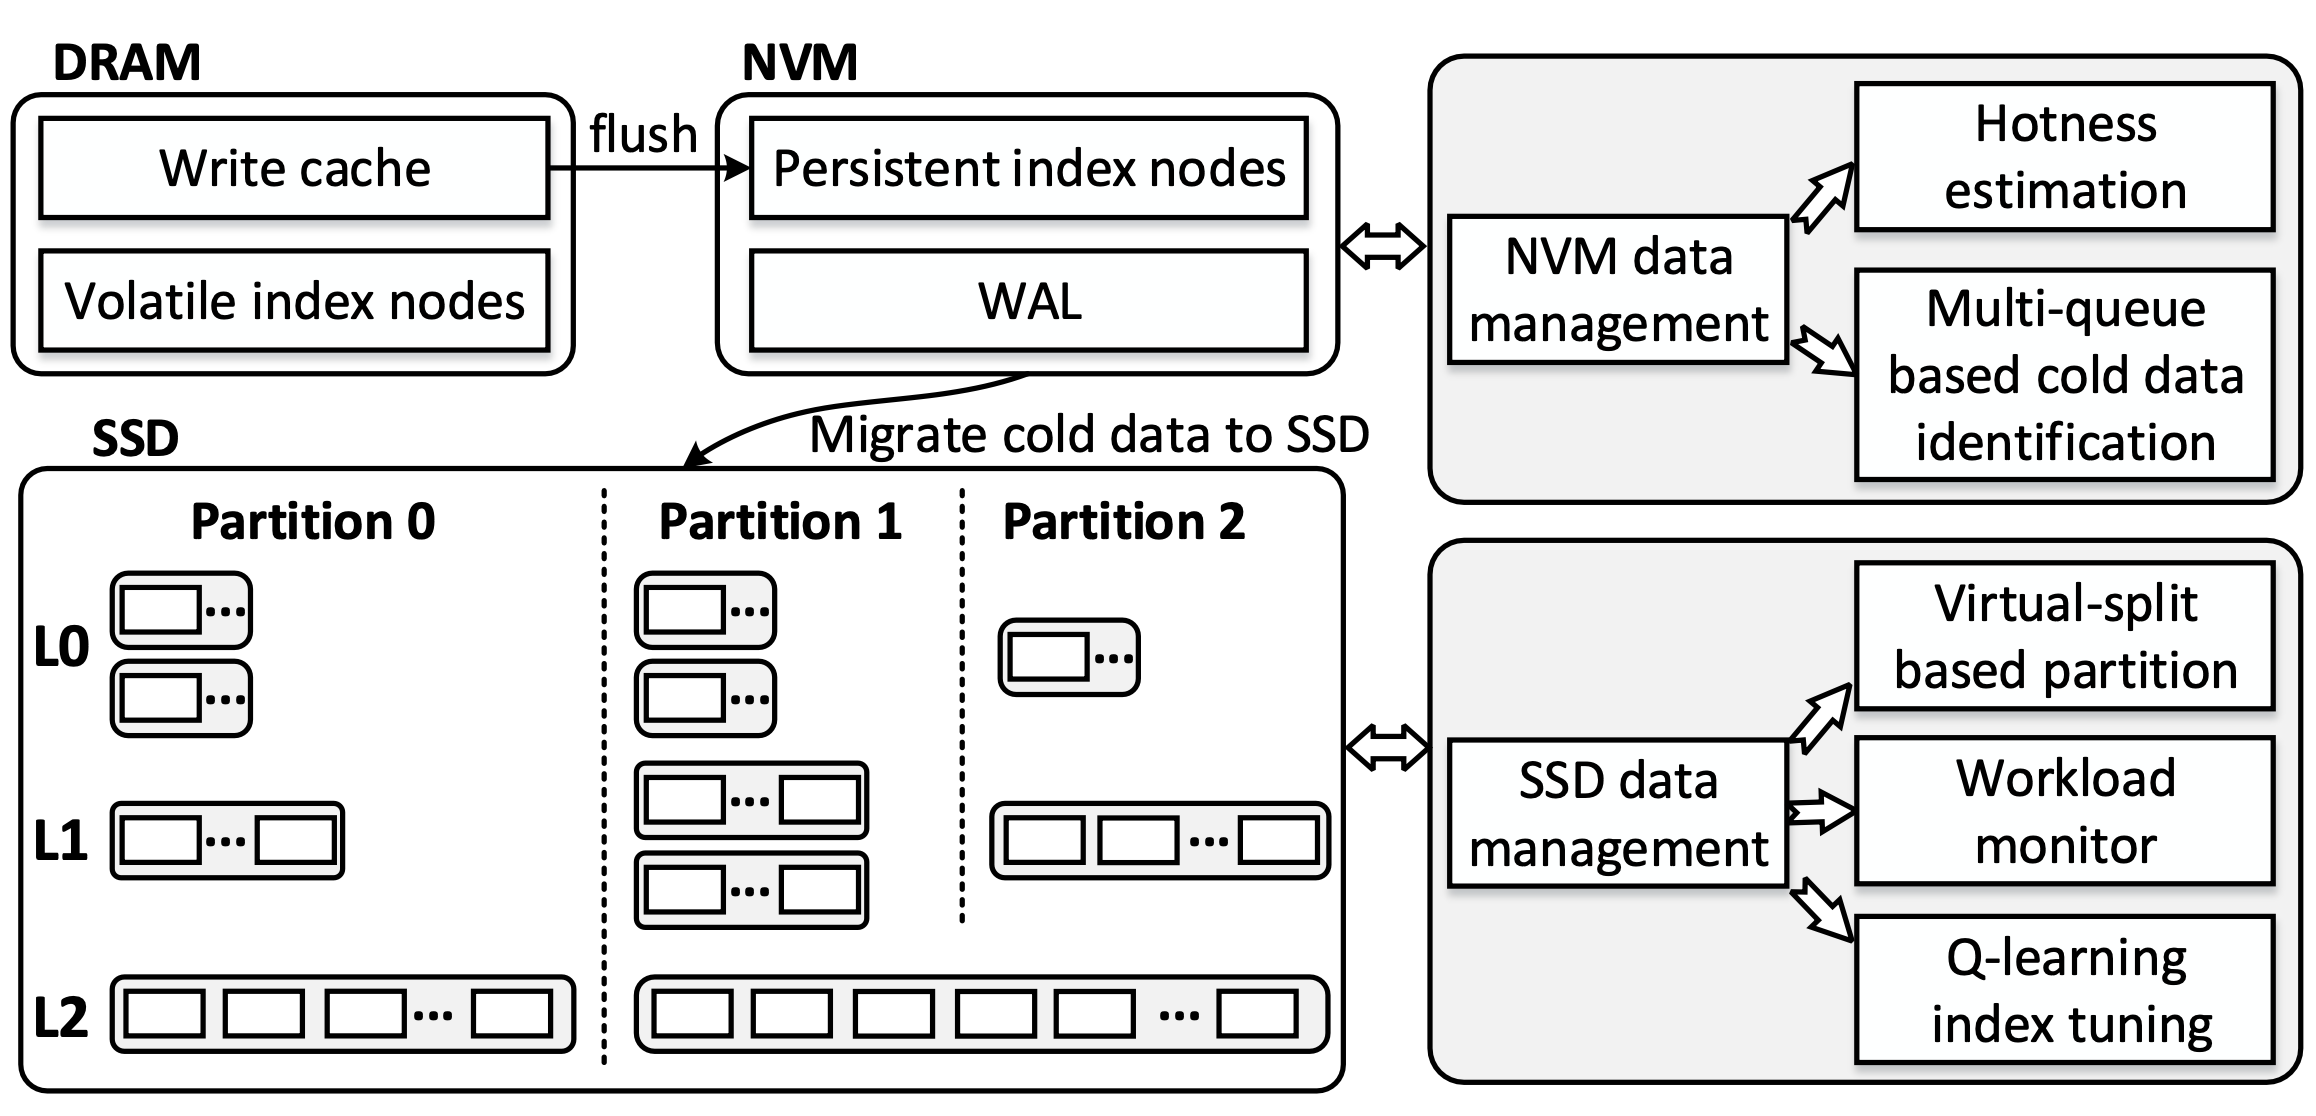 DRAM
Write cache
Volatile index nodes
flush
NVM
Persistent index nodes
WAL
Migrate cold data to SSD
SSD
Partition 0
Partition 1
Partition 2
L0
...
...
...
...
...
L1
...
...
...
...
L2
...
...
NVM data
management
Hotness
estimation
Multi-queue
based cold data
identification
SSD data
management
Virtual-split
based partition
Workload
monitor
Q-learning
index tuning